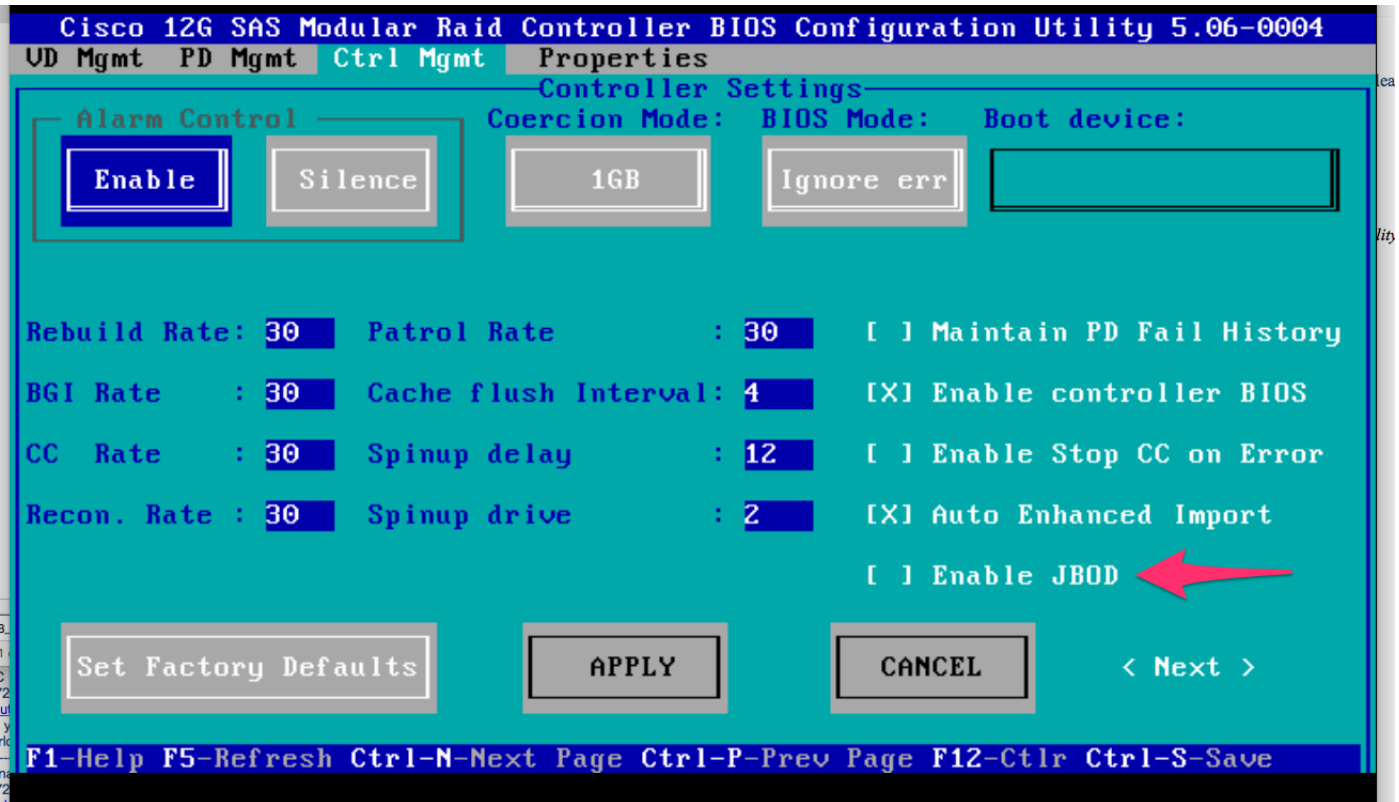 Cisco 12G SAS Modular Raid Controller BIOS Configuration Utility 5.06-0004
VD Mgmt PD Mgmt Ctrl Mgmt Properties
Controller Settings
Alarm Control Coercion Mode: BIOS Mode: Boot device:
Enable Silence 1GB Ignore err
Rebuild Rate: 30 Patrol Rate : 30 [ ] Maintain PD Fail History
BGI Rate : 30 Cache flush Interval: 4 [X] Enable controller BIOS
CC Rate : 30 Spinup delay : 12 [ ] Enable Stop CC on Error
Recon. Rate : 30 Spinup drive : 2 [X] Auto Enhanced Import
[ ] Enable JBOD
Set Factory Defaults APPLY CANCEL < Next >
F1-Help F5-Refresh Ctrl-N-Next Page Ctrl-P-Prev Page F12-Ctlr Ctrl-S-Save